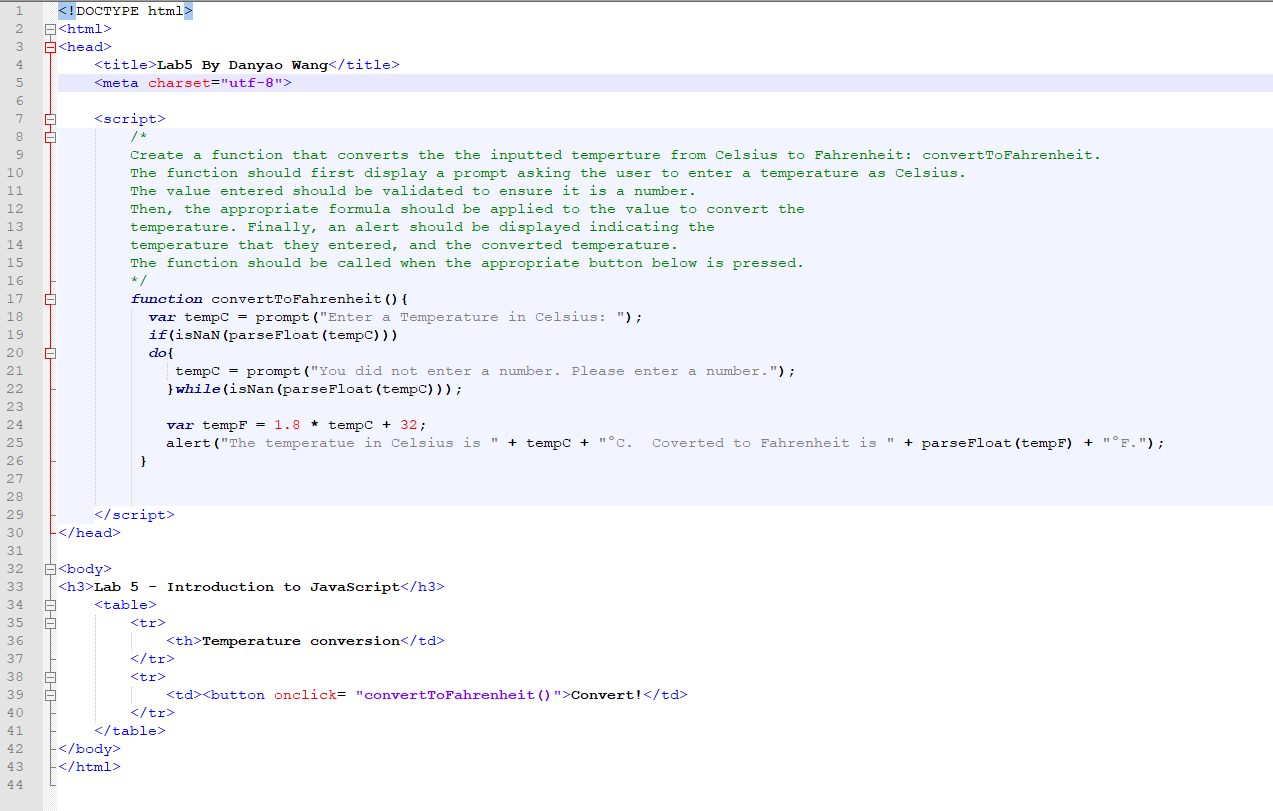 1 <!DOCTYPE html>
2 <html>
3 <head>
4 <title>Lab5 By Danyao Wang</title>
5 <meta charset="utf-8">
6
7 <script>
8 /*
9 Create a function that converts the the inputted temperture from Celsius to Fahrenheit: convertToFahrenheit.
10 The function should first display a prompt asking the user to enter a temperature as Celsius.
11 The value entered should be validated to ensure it is a number.
12 Then, the appropriate formula should be applied to the value to convert the
13 temperature. Finally, an alert should be displayed indicating the
14 temperature that they entered, and the converted temperature.
15 The function should be called when the appropriate button below is pressed.
16 */
17 function convertToFahrenheit(){
18 var tempC = prompt("Enter a Temperature in Celsius: ");
19 if(isNaN(parseFloat(tempC)))
20 do{
21 tempC = prompt("You did not enter a number. Please enter a number.");
22 }while(isNan(parseFloat(tempC)));
23
24 var tempF = 1.8 * tempC + 32;
25 alert("The temperatue in Celsius is " + tempC + "°C.  Coverted to Fahrenheit is " + parseFloat(tempF) + "°F.");
26 }
27
28
29 </script>
30 </head>
31
32 <body>
33 <h3>Lab 5 - Introduction to JavaScript</h3>
34 <table>
35 <tr>
36 <th>Temperature conversion</td>
37 </tr>
38 <tr>
39 <td><button onclick= "convertToFahrenheit()">Convert!</td>
40 </tr>
41 </table>
42 </body>
43 </html>
44